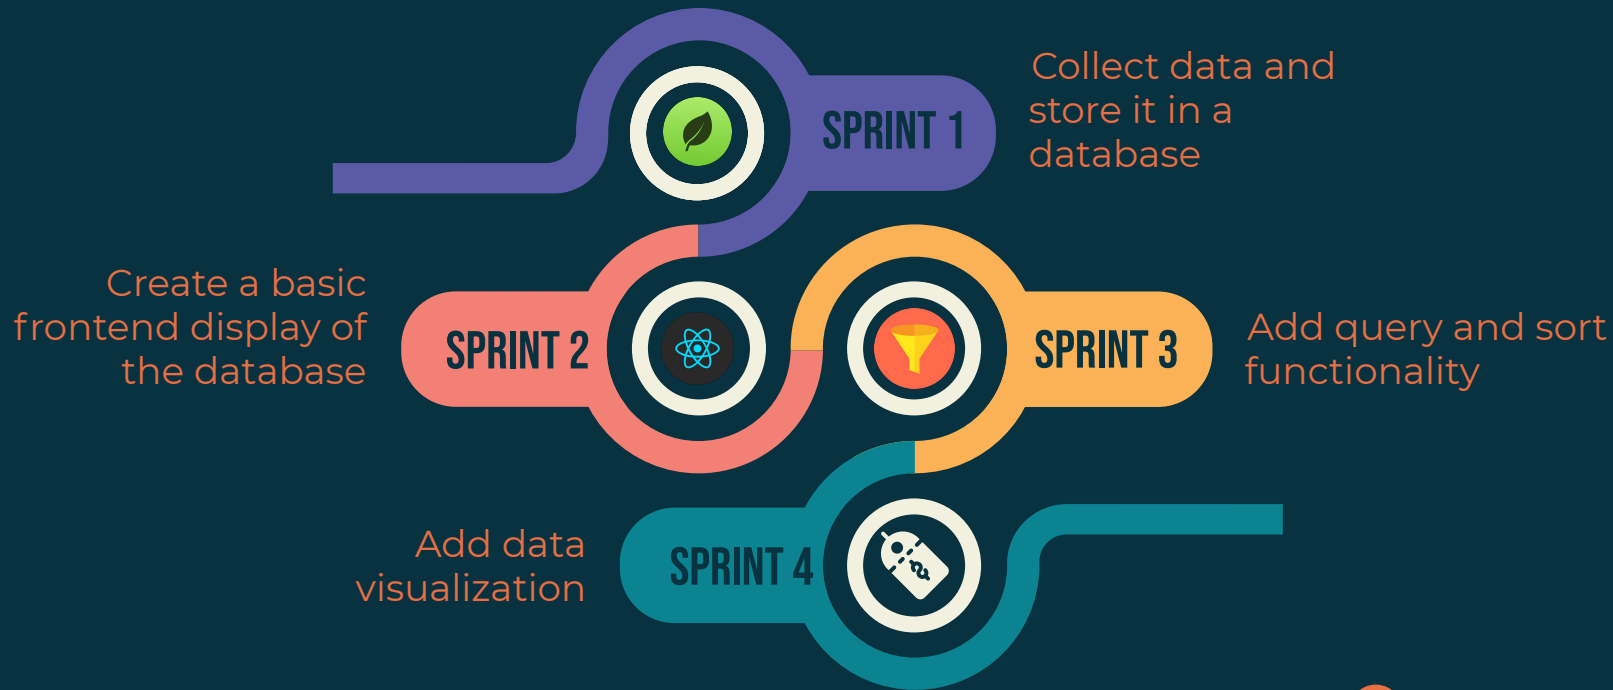 SPRINT 1
Collect data and
store it in a
database
Create a basic
frontend display of
the database
SPRINT 2
SPRINT 3
Add query and sort
functionality
Add data
visualization
SPRINT 4